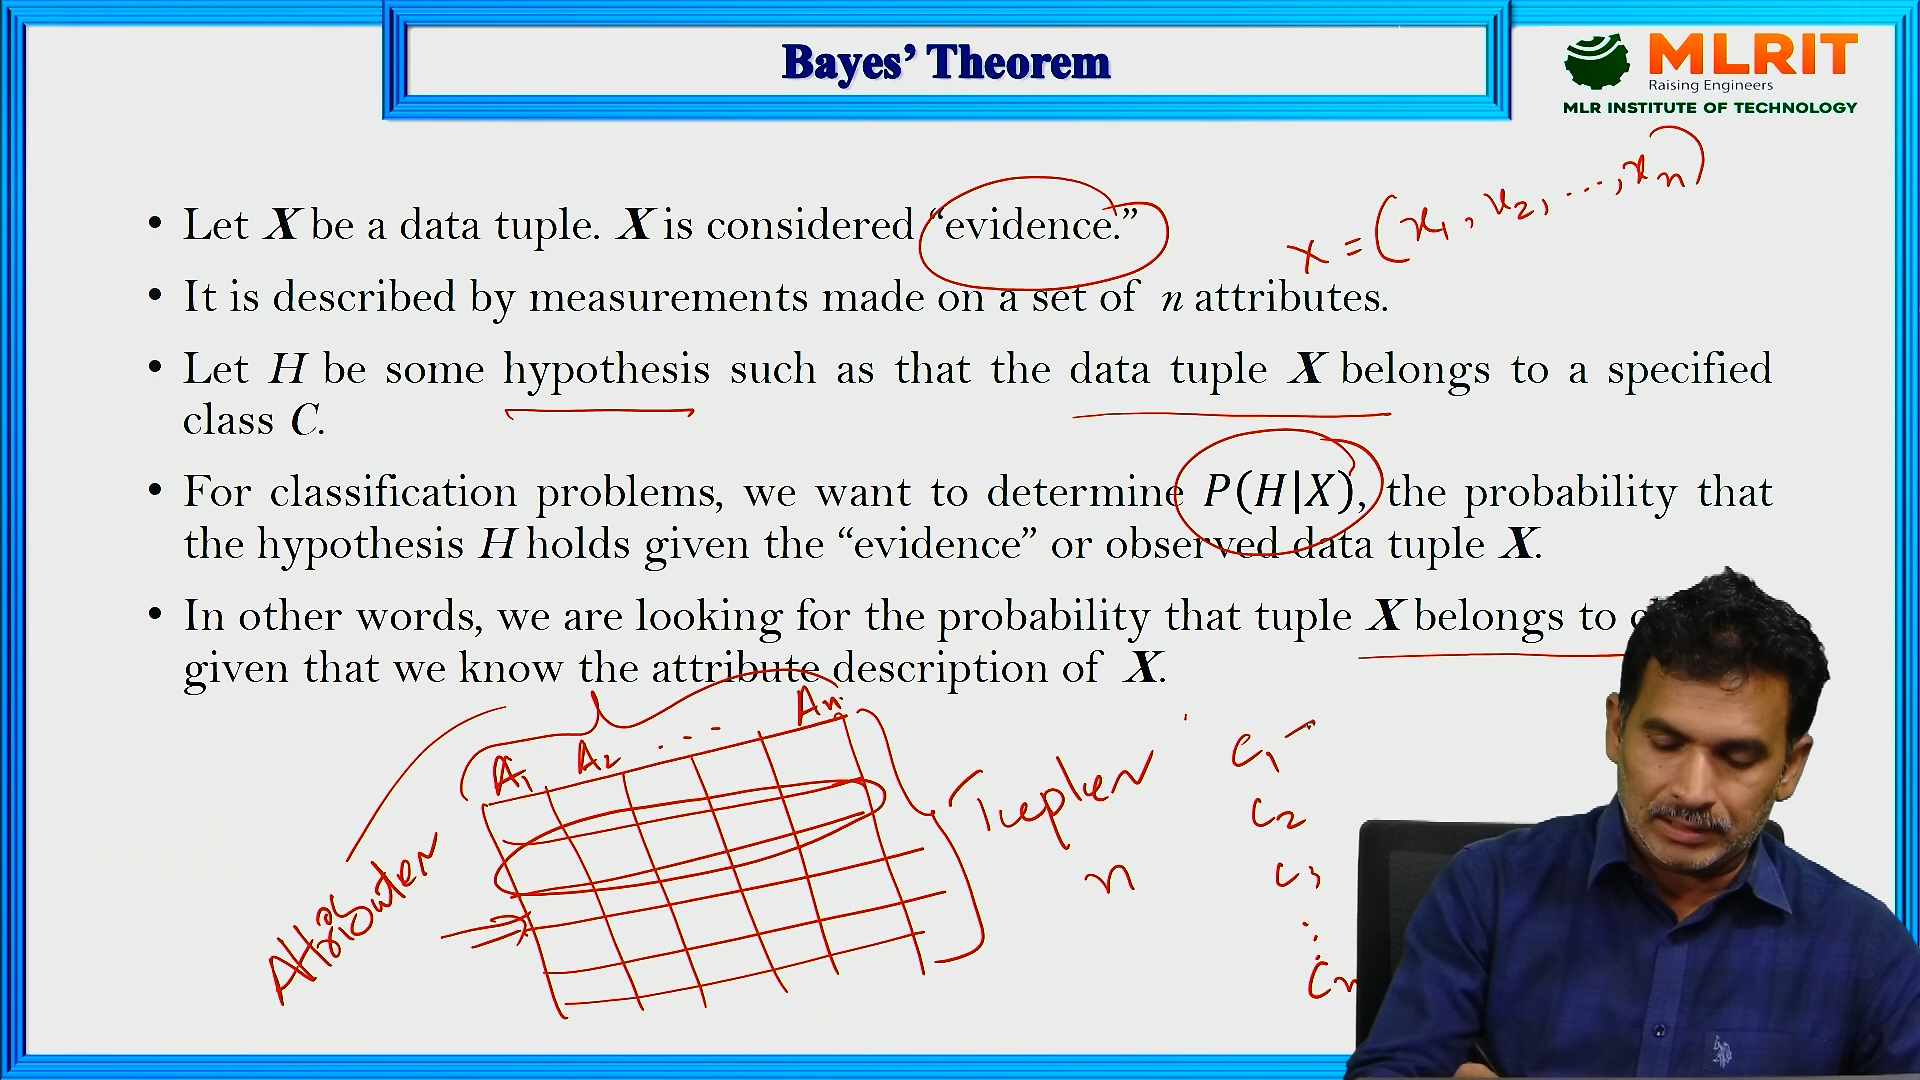 Bayes’ Theorem
MLRIT
Raising Engineers
MLR INSTITUTE OF TECHNOLOGY
X = (x1, x2, ..., xn)
• Let X be a data tuple. X is considered “evidence.”
• It is described by measurements made on a set of n attributes.
• Let H be some hypothesis such as that the data tuple X belongs to a specified
class C.
• For classification problems, we want to determine P(H|X), the probability that
the hypothesis H holds given the “evidence” or observed data tuple X.
• In other words, we are looking for the probability that tuple X belongs to
given that we know the attribute description of X.
A1 A2 ... An
Attributes
Tuples
n
C1
C2
C3
:
Cn